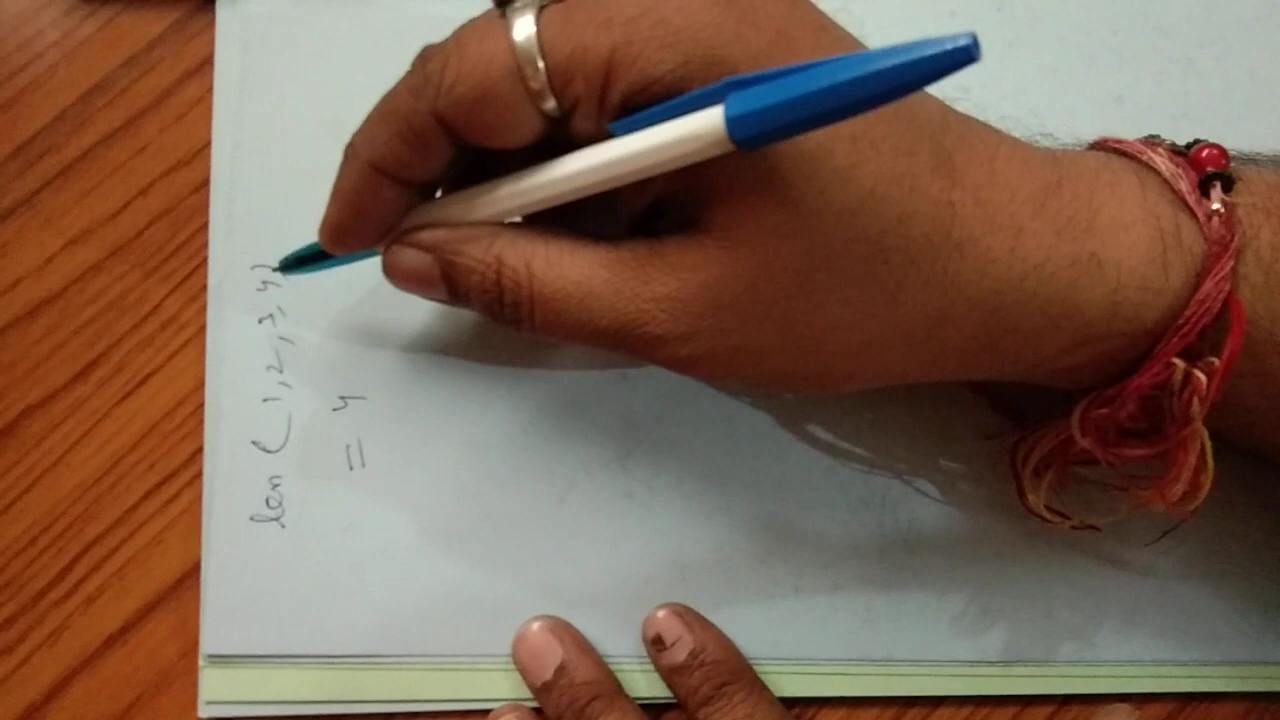 len (1,2,3,4)
= 4